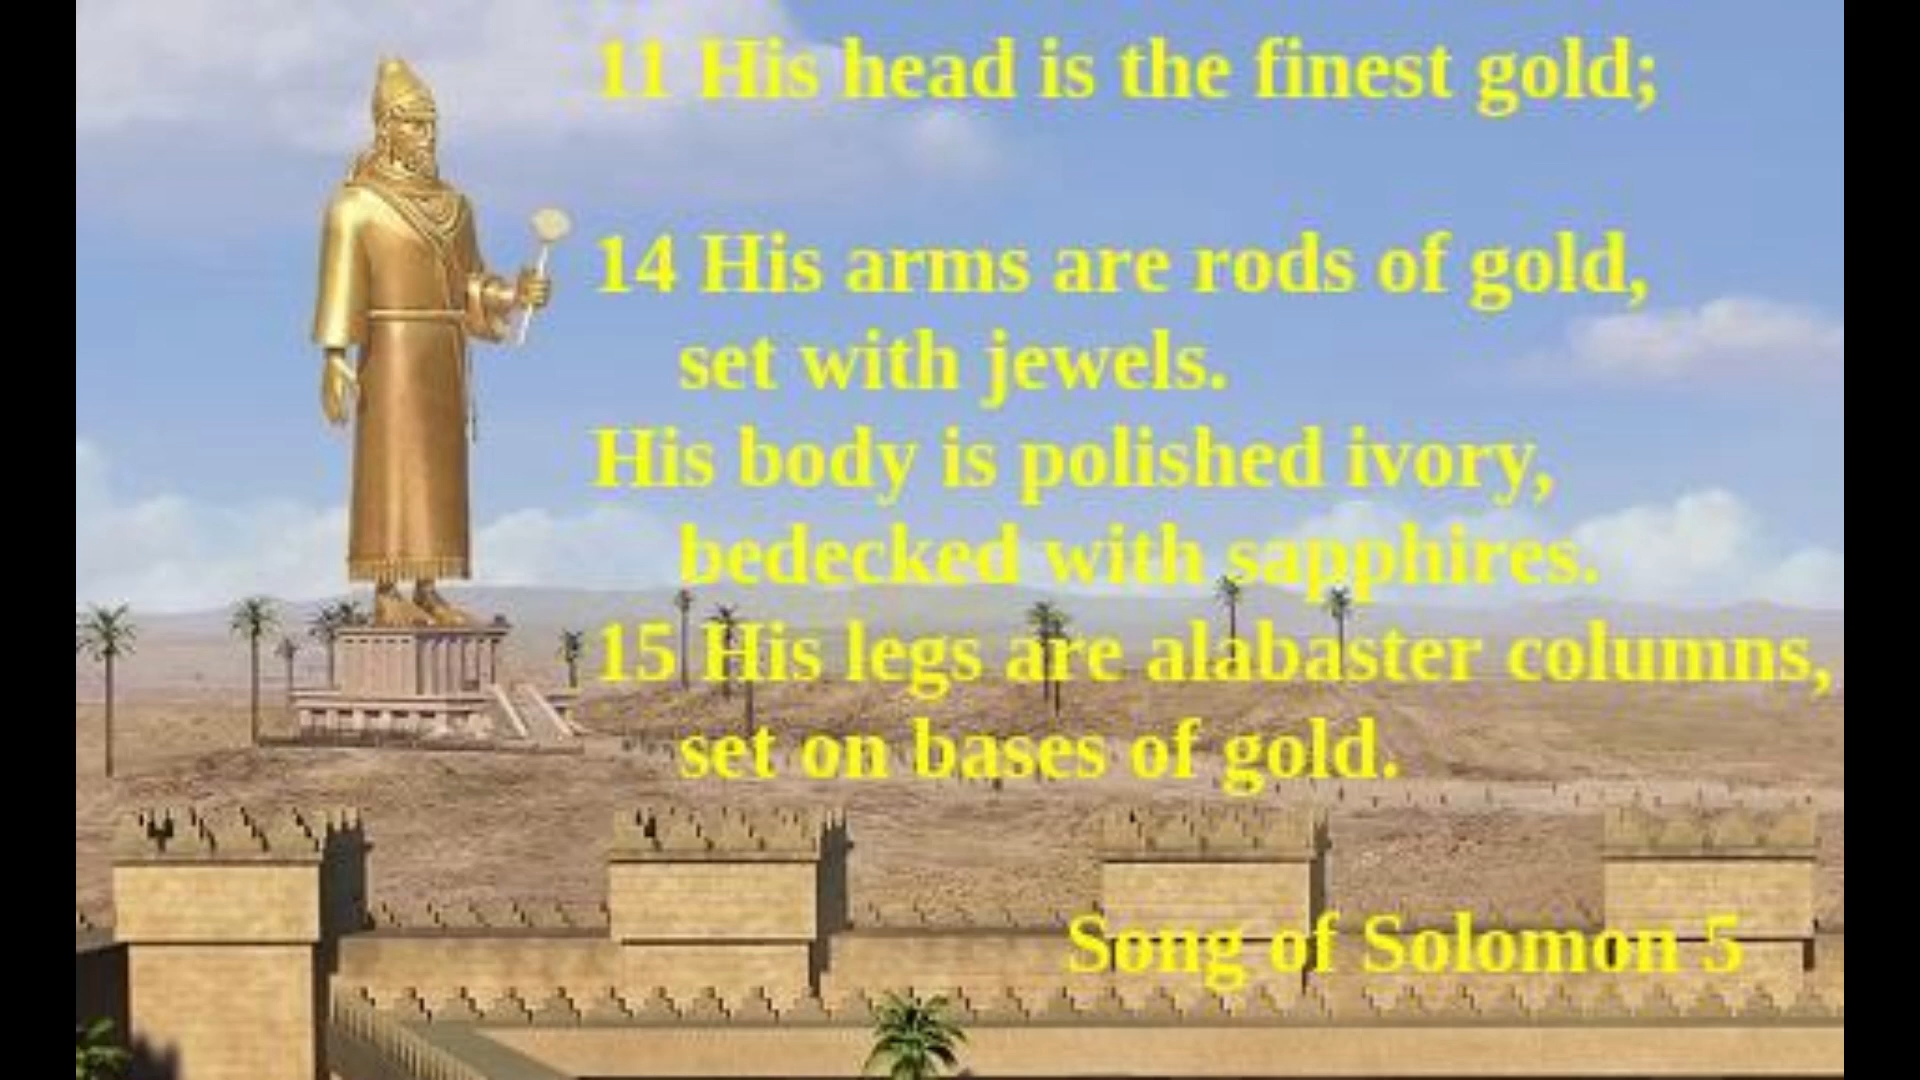 11 His head is the finest gold;
14 His arms are rods of gold,
set with jewels.
His body is polished ivory,
bedecked with sapphires.
15 His legs are alabaster columns,
set on bases of gold.
Song of Solomon 5